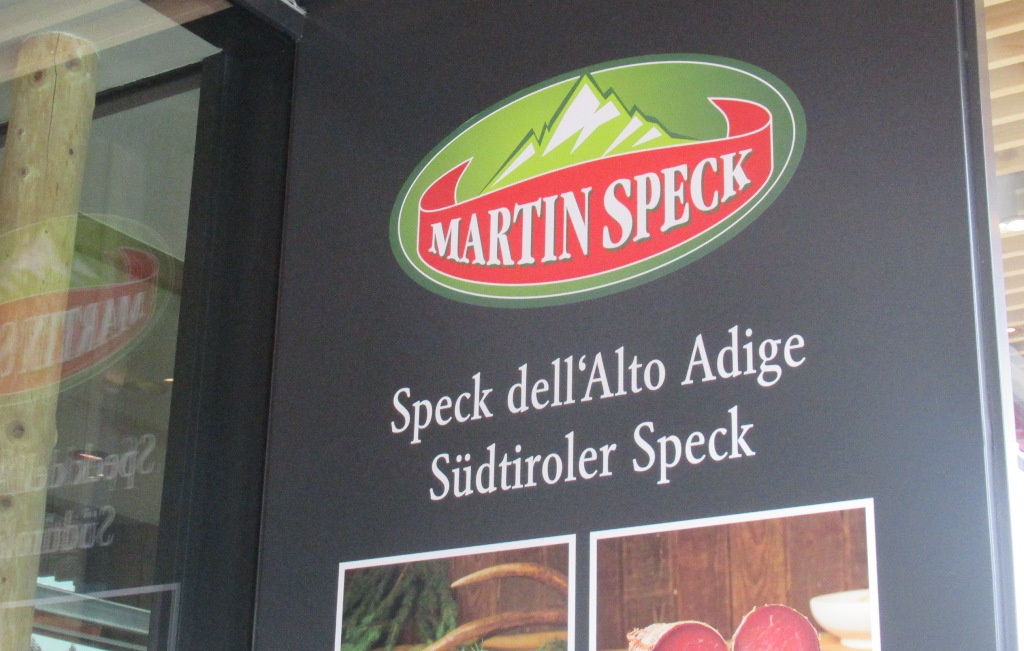 MARTIN SPECK
Speck dell‘Alto Adige
Südtiroler Speck